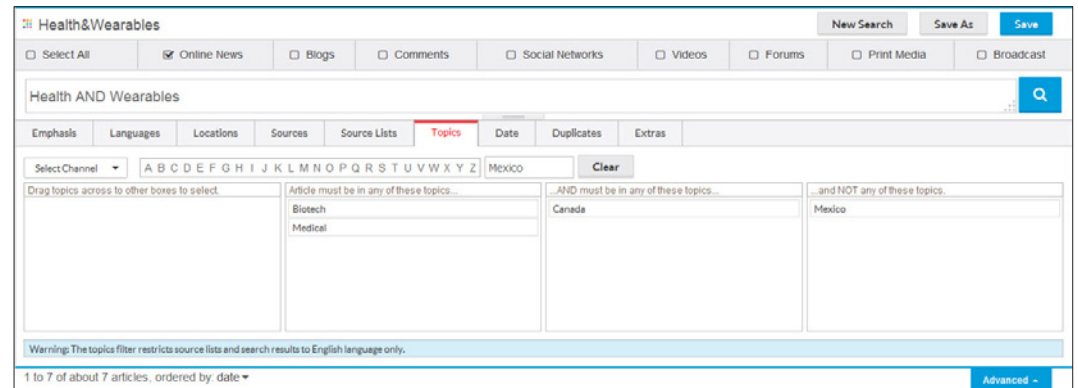 Health&Wearables New Search Save As Save
Select All Online News Blogs Comments Social Networks Videos Forums Print Media Broadcast
Health AND Wearables
Emphasis Languages Locations Sources Source Lists Topics Date Duplicates Extras
Select Channel A B C D E F G H I J K L M N O P Q R S T U V W X Y Z Mexico Clear
Drag topics across to other boxes to select. Article must be in any of these topics... ...AND must be in any of these topics... ...and NOT any of these topics.
Biotech Canada Mexico
Medical
Warning: The topics filter restricts source lists and search results to English language only.
1 to 7 of about 7 articles, ordered by: date Advanced